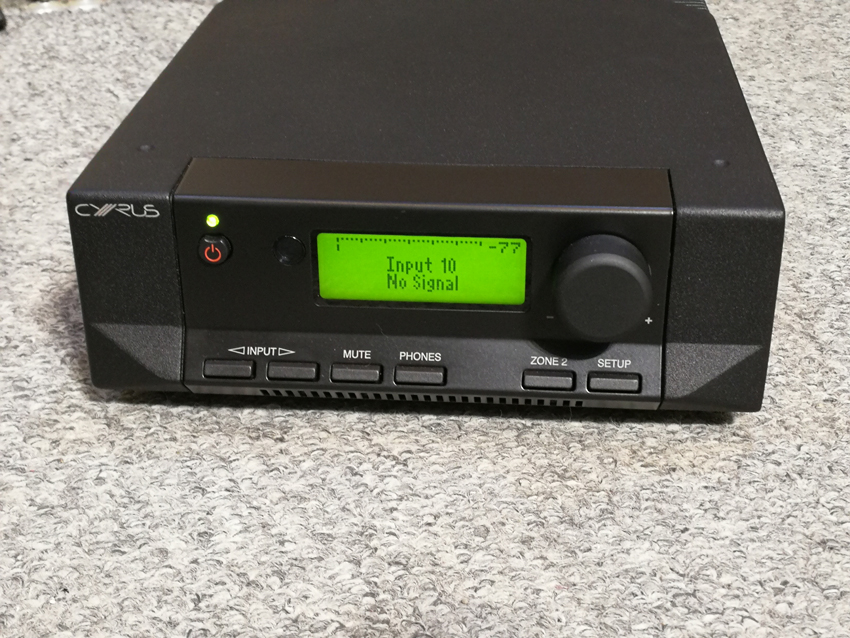 CYRUS
-77
Input 10
No Signal
◁ INPUT ▷
MUTE
PHONES
- +
ZONE 2
SETUP